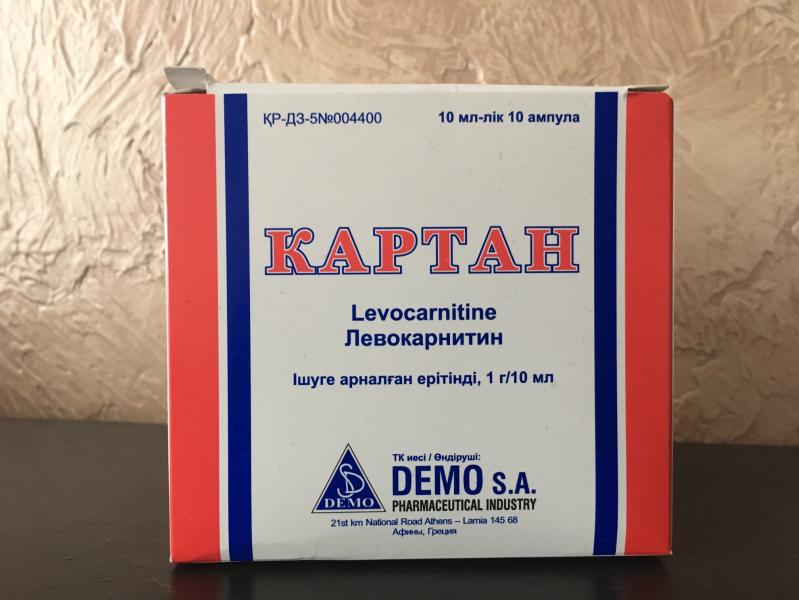 ҚР-ДЗ-5№004400 10 мл-лік 10 ампула
КАРТАН
Levocarnitine
Левокарнитин
Ішуге арналған ерітінді, 1 г/10 мл
ТК иесі / Өндіруші:
SD
DEMO
DEMO S.A.
PHARMACEUTICAL INDUSTRY
21st km National Road Athens – Lamia 145 68
Афины, Греция